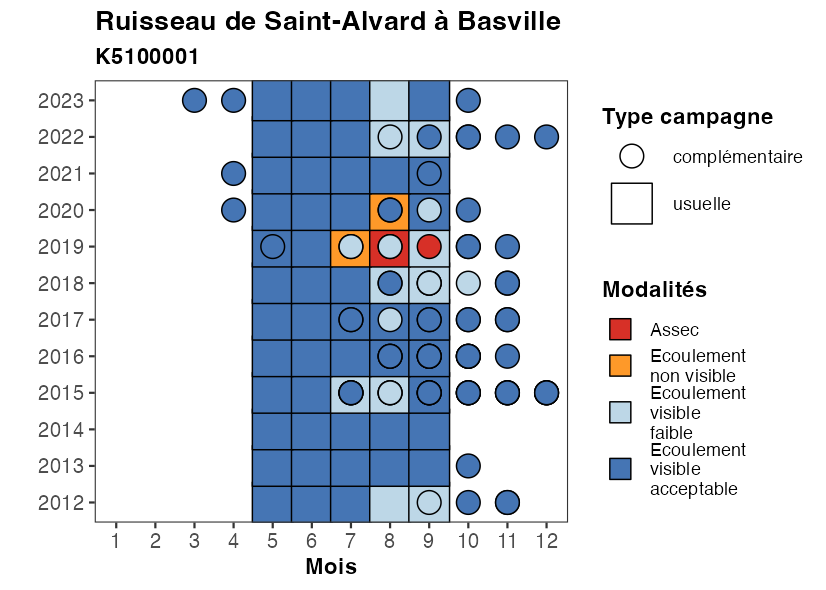 Ruisseau de Saint-Alvard à Basville
K5100001
2023
2022
2021
2020
2019
2018
2017
2016
2015
2014
2013
2012
1 2 3 4 5 6 7 8 9 10 11 12
Mois
Type campagne
complémentaire
usuelle
Modalités
Assec
Ecoulement
non visible
Ecoulement
visible
faible
Ecoulement
visible
acceptable